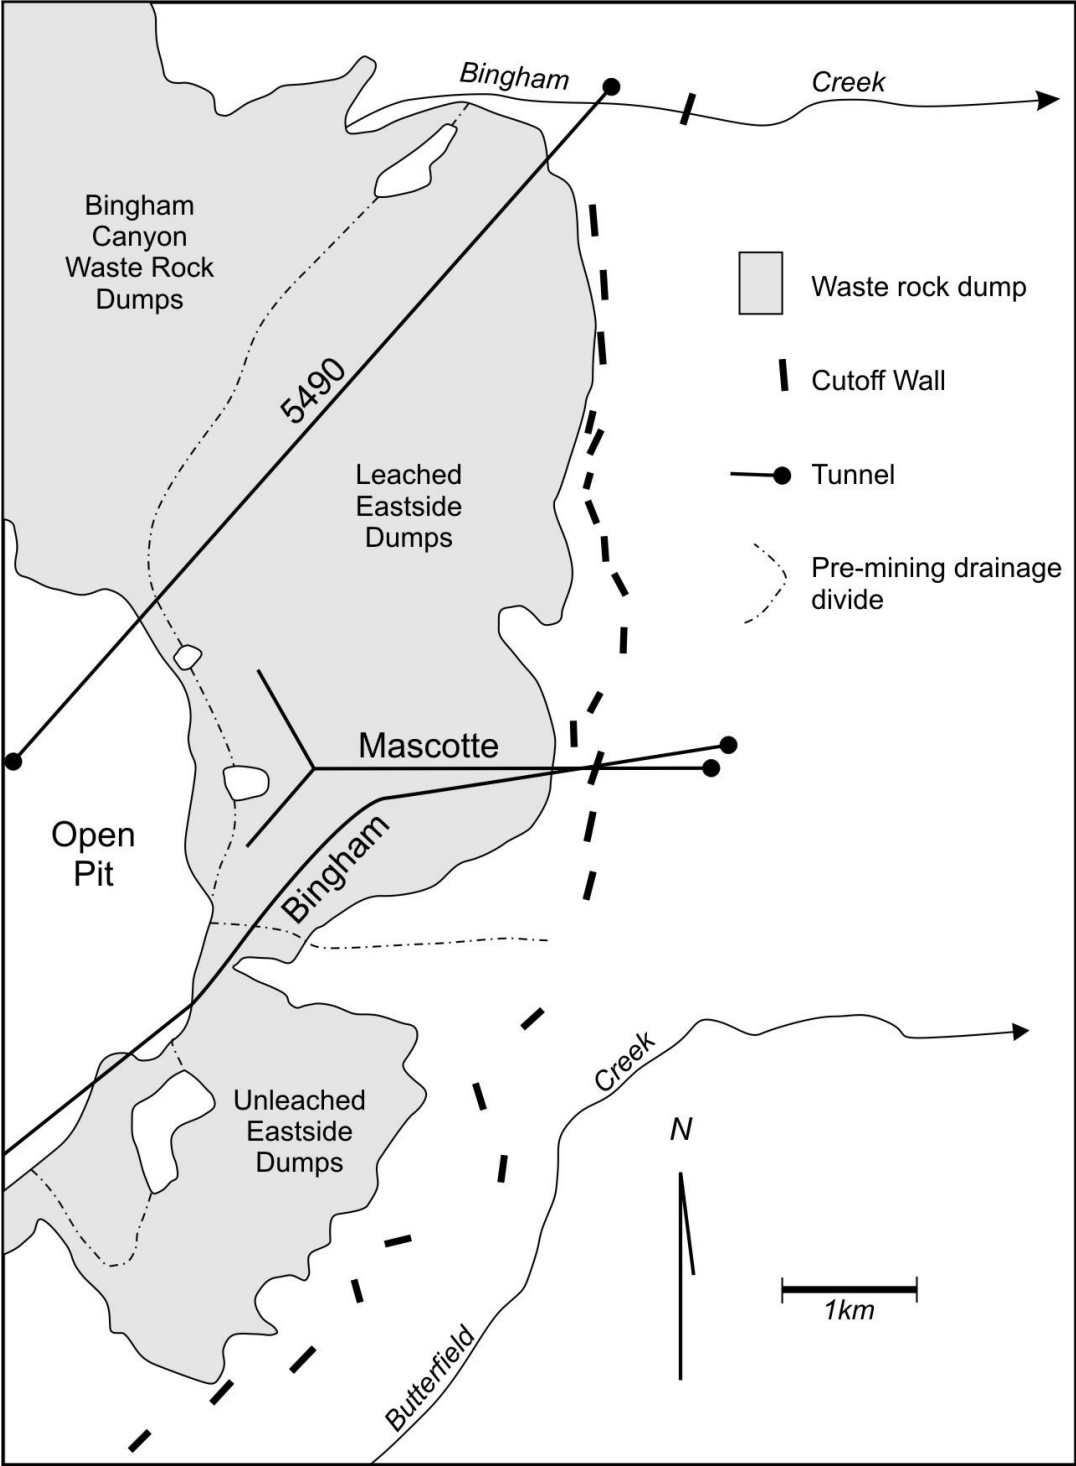 Bingham
Creek
Bingham
Canyon
Waste Rock
Dumps
Waste rock dump
Cutoff Wall
5490
Leached
Eastside
Dumps
Tunnel
Pre-mining drainage
divide
Mascotte
Open
Pit
Bingham
Creek
Unleached
Eastside
Dumps
N
1km
Butterfield